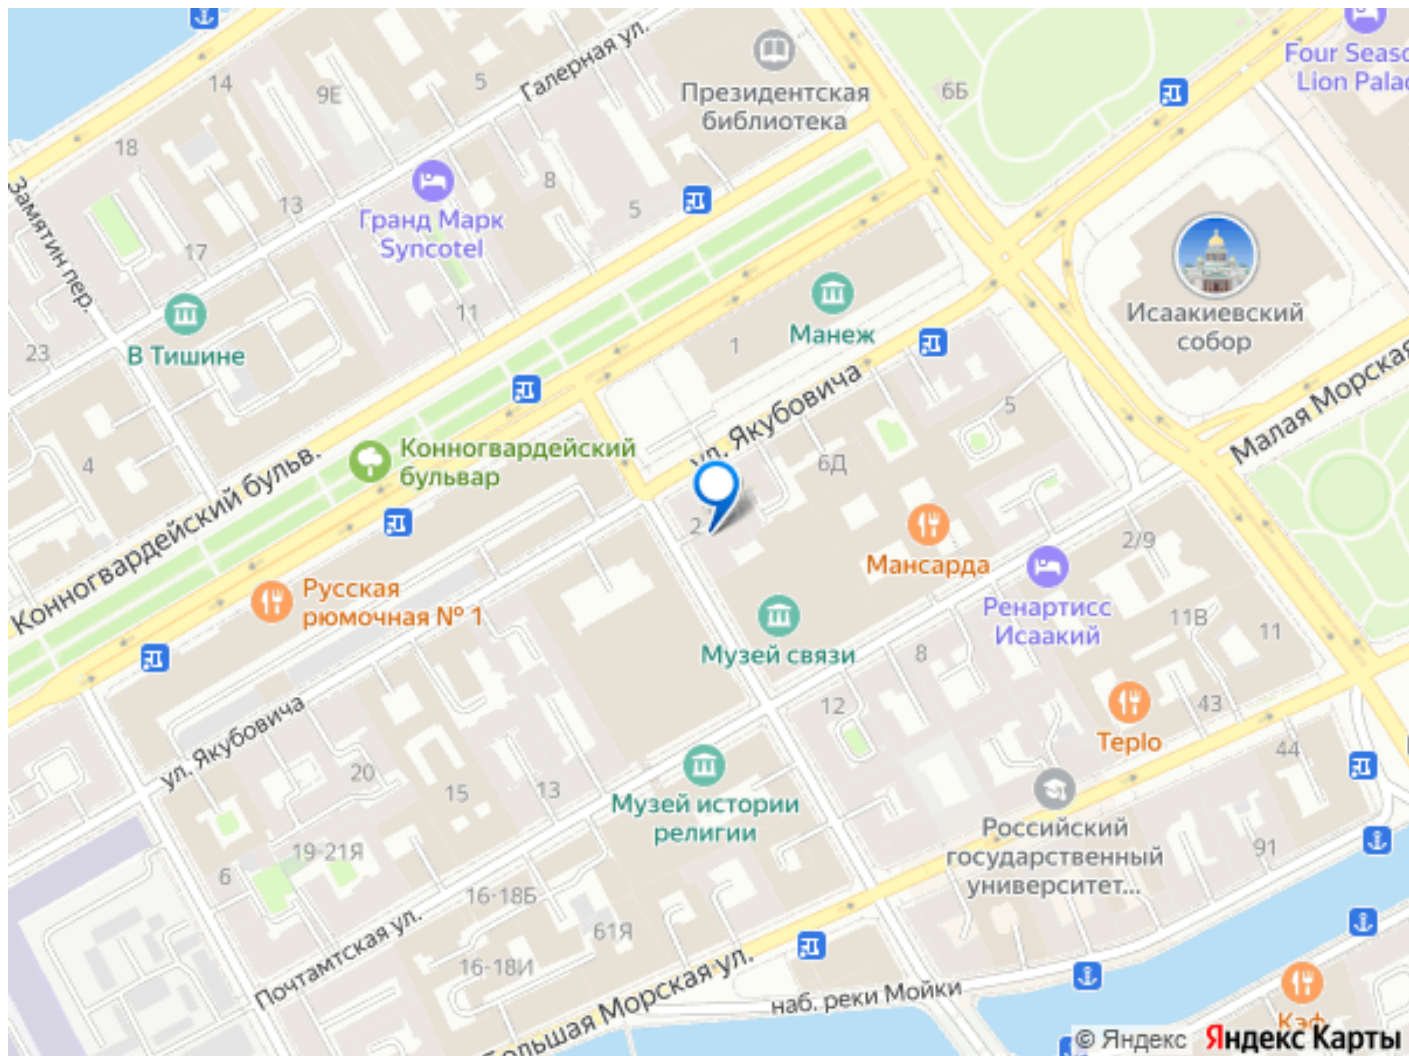 Галерная ул.
14
5
9Е
Президентская
библиотека
6Б
Four Seaso
Lion Palac
18
8
Замятин пер.
13
5
Гранд Марк
Syncotel
17
Исаакиевский
собор
11
Манеж
1
В Тишине
23
ул. Якубовича
Малая Морская
5
4
Конногвардейский
бульвар
6Д
Конногвардейский бульв.
2
Мансарда
2/9
Русская
рюмочная № 1
Ренартисс
Исаакий
11В
11
Музей связи
8
12
43
Teplo
ул. Якубовича
44
20
15
13
Музей истории
религии
Российский
государственный
университет...
91
19-21Я
6
16-18Б
61Я
Почтамтская ул.
16-18И
Большая Морская ул.
наб. реки Мойки
Кэф
© Яндекс Яндекс Карты